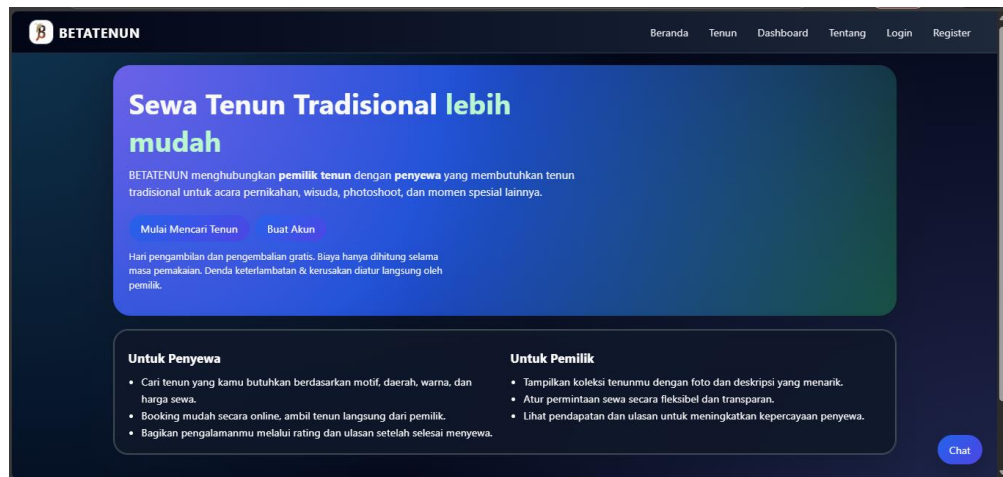 BETATENUN
Beranda Tenun Dashboard Tentang Login Register
Sewa Tenun Tradisional lebih
mudah
BETATENUN menghubungkan pemilik tenun dengan penyewa yang membutuhkan tenun
tradisional untuk acara pernikahan, wisuda, photoshoot, dan momen spesial lainnya.
Mulai Mencari Tenun Buat Akun
Hari pengambilan dan pengembalian gratis. Biaya hanya dihitung selama
masa pemakaian. Denda keterlambatan & kerusakan diatur langsung oleh
pemilik.
Untuk Penyewa
• Cari tenun yang kamu butuhkan berdasarkan motif, daerah, warna, dan
harga sewa.
• Booking mudah secara online, ambil tenun langsung dari pemilik.
• Bagikan pengalamanmu melalui rating dan ulasan setelah selesai menyewa.
Untuk Pemilik
• Tampilkan koleksi tenunmu dengan foto dan deskripsi yang menarik.
• Atur permintaan sewa secara fleksibel dan transparan.
• Lihat pendapatan dan ulasan untuk meningkatkan kepercayaan penyewa.
Chat